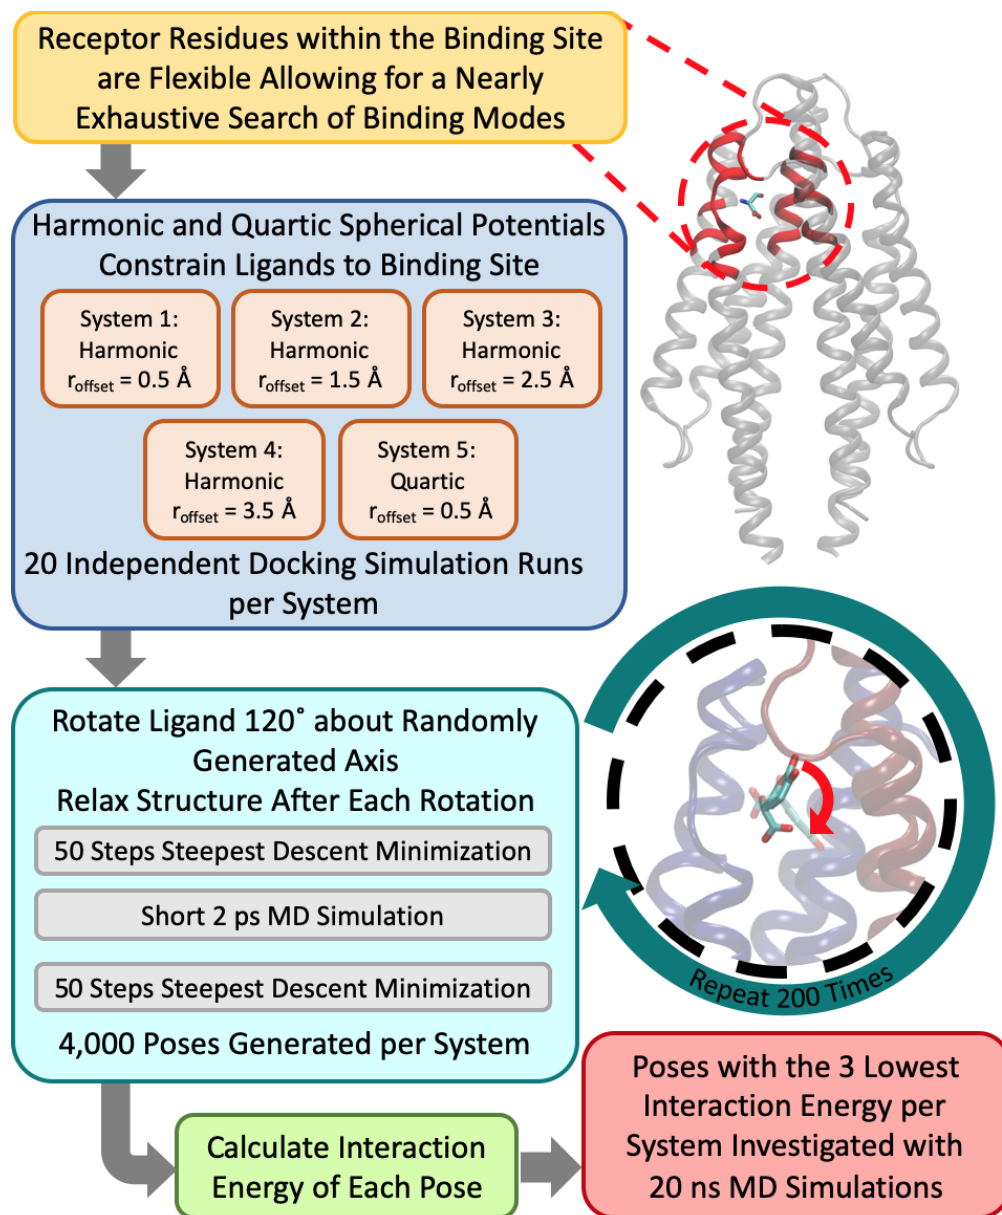 Receptor Residues within the Binding Site
are Flexible Allowing for a Nearly
Exhaustive Search of Binding Modes
Harmonic and Quartic Spherical Potentials
Constrain Ligands to Binding Site
System 1:
Harmonic
r_offset = 0.5 Å
System 2:
Harmonic
r_offset = 1.5 Å
System 3:
Harmonic
r_offset = 2.5 Å
System 4:
Harmonic
r_offset = 3.5 Å
System 5:
Quartic
r_offset = 0.5 Å
20 Independent Docking Simulation Runs
per System
Rotate Ligand 120˚ about Randomly
Generated Axis
Relax Structure After Each Rotation
50 Steps Steepest Descent Minimization
Short 2 ps MD Simulation
50 Steps Steepest Descent Minimization
4,000 Poses Generated per System
Repeat 200 Times
Calculate Interaction
Energy of Each Pose
Poses with the 3 Lowest
Interaction Energy per
System Investigated with
20 ns MD Simulations